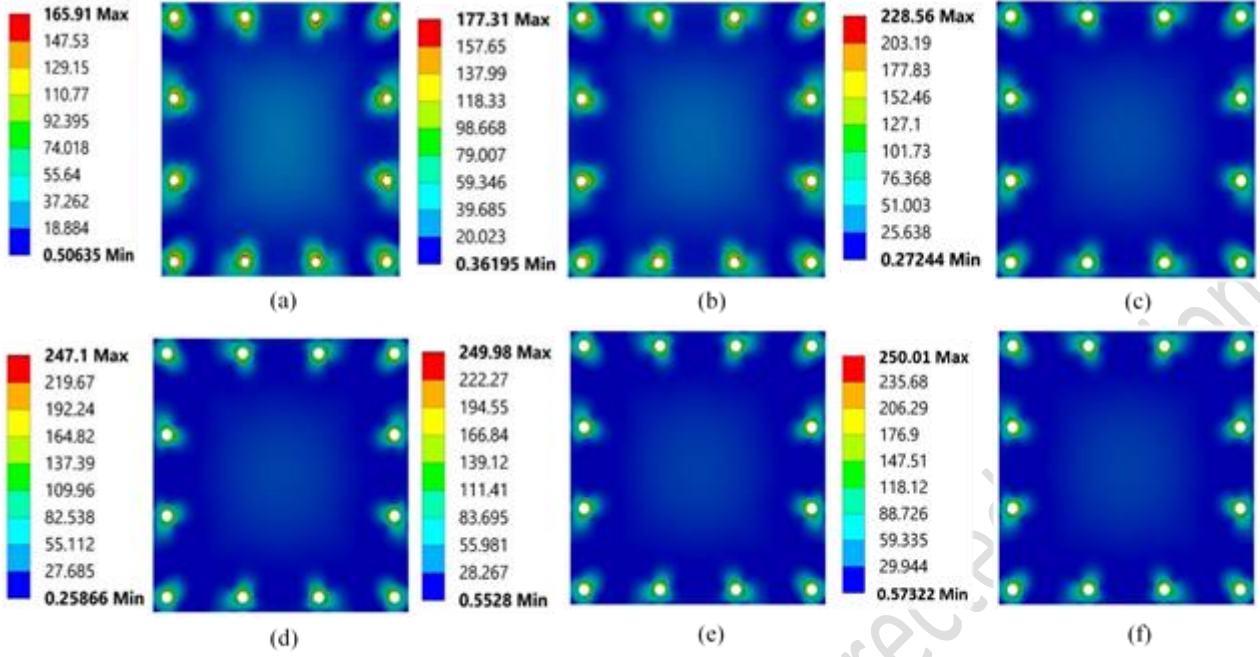 165.91 Max
147.53
129.15
110.77
92.395
74.018
55.64
37.262
18.884
0.50635 Min
(a)
177.31 Max
157.65
137.99
118.33
98.668
79.007
59.346
39.685
20.023
0.36195 Min
(b)
228.56 Max
203.19
177.83
152.46
127.1
101.73
76.368
51.003
25.638
0.27244 Min
(c)
247.1 Max
219.67
192.24
164.82
137.39
109.96
82.538
55.112
27.685
0.25866 Min
(d)
249.98 Max
222.27
194.55
166.84
139.12
111.41
83.695
55.981
28.267
0.5528 Min
(e)
250.01 Max
235.68
206.29
176.9
147.51
118.12
88.726
59.335
29.944
0.57322 Min
(f)